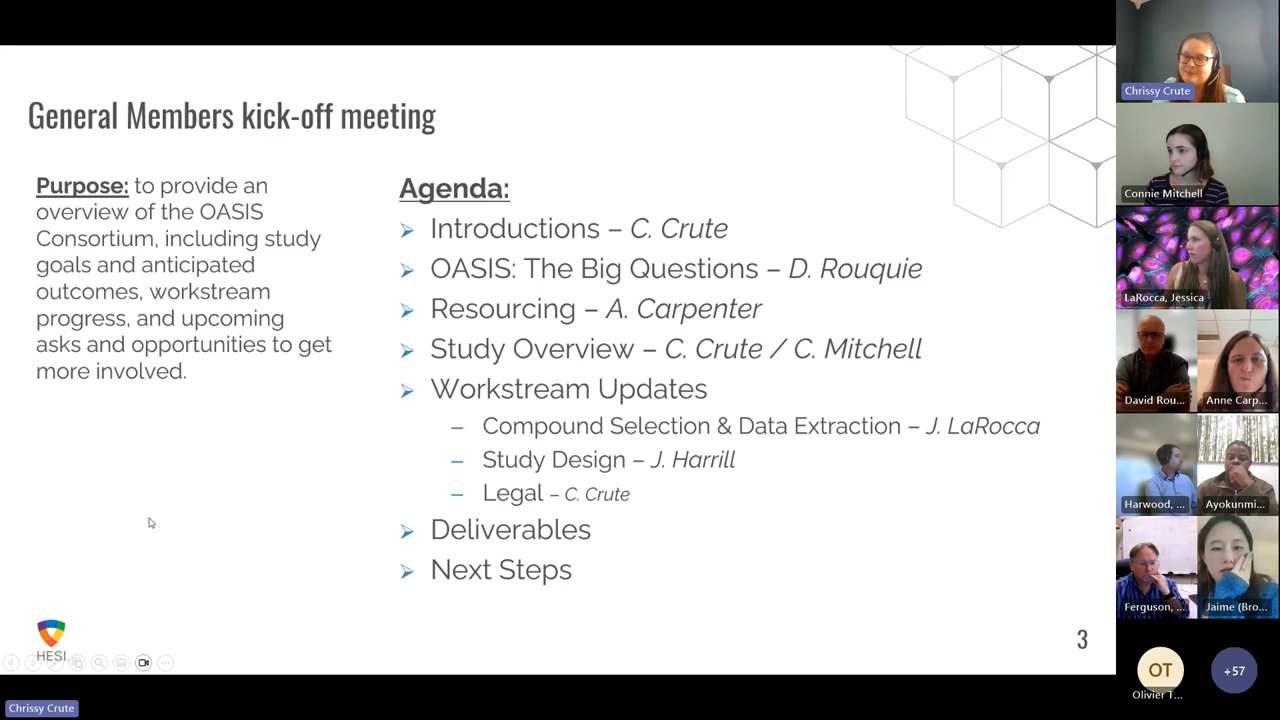 General Members kick-off meeting
Purpose: to provide an
overview of the OASIS
Consortium, including study
goals and anticipated
outcomes, workstream
progress, and upcoming
asks and opportunities to get
more involved.
Agenda:
Introductions – C. Crute
OASIS: The Big Questions – D. Rouquie
Resourcing – A. Carpenter
Study Overview – C. Crute / C. Mitchell
Workstream Updates
– Compound Selection & Data Extraction – J. LaRocca
– Study Design – J. Harrill
– Legal – C. Crute
Deliverables
Next Steps
HESI
3
Chrissy Crute
Chrissy Crute
Connie Mitchell
LaRocca, Jessica
David Rou...
Anne Carp...
Harwood, ...
Ayokunmi...
Ferguson, ...
Jaime (Bro...
OT
Olivier T...
+57